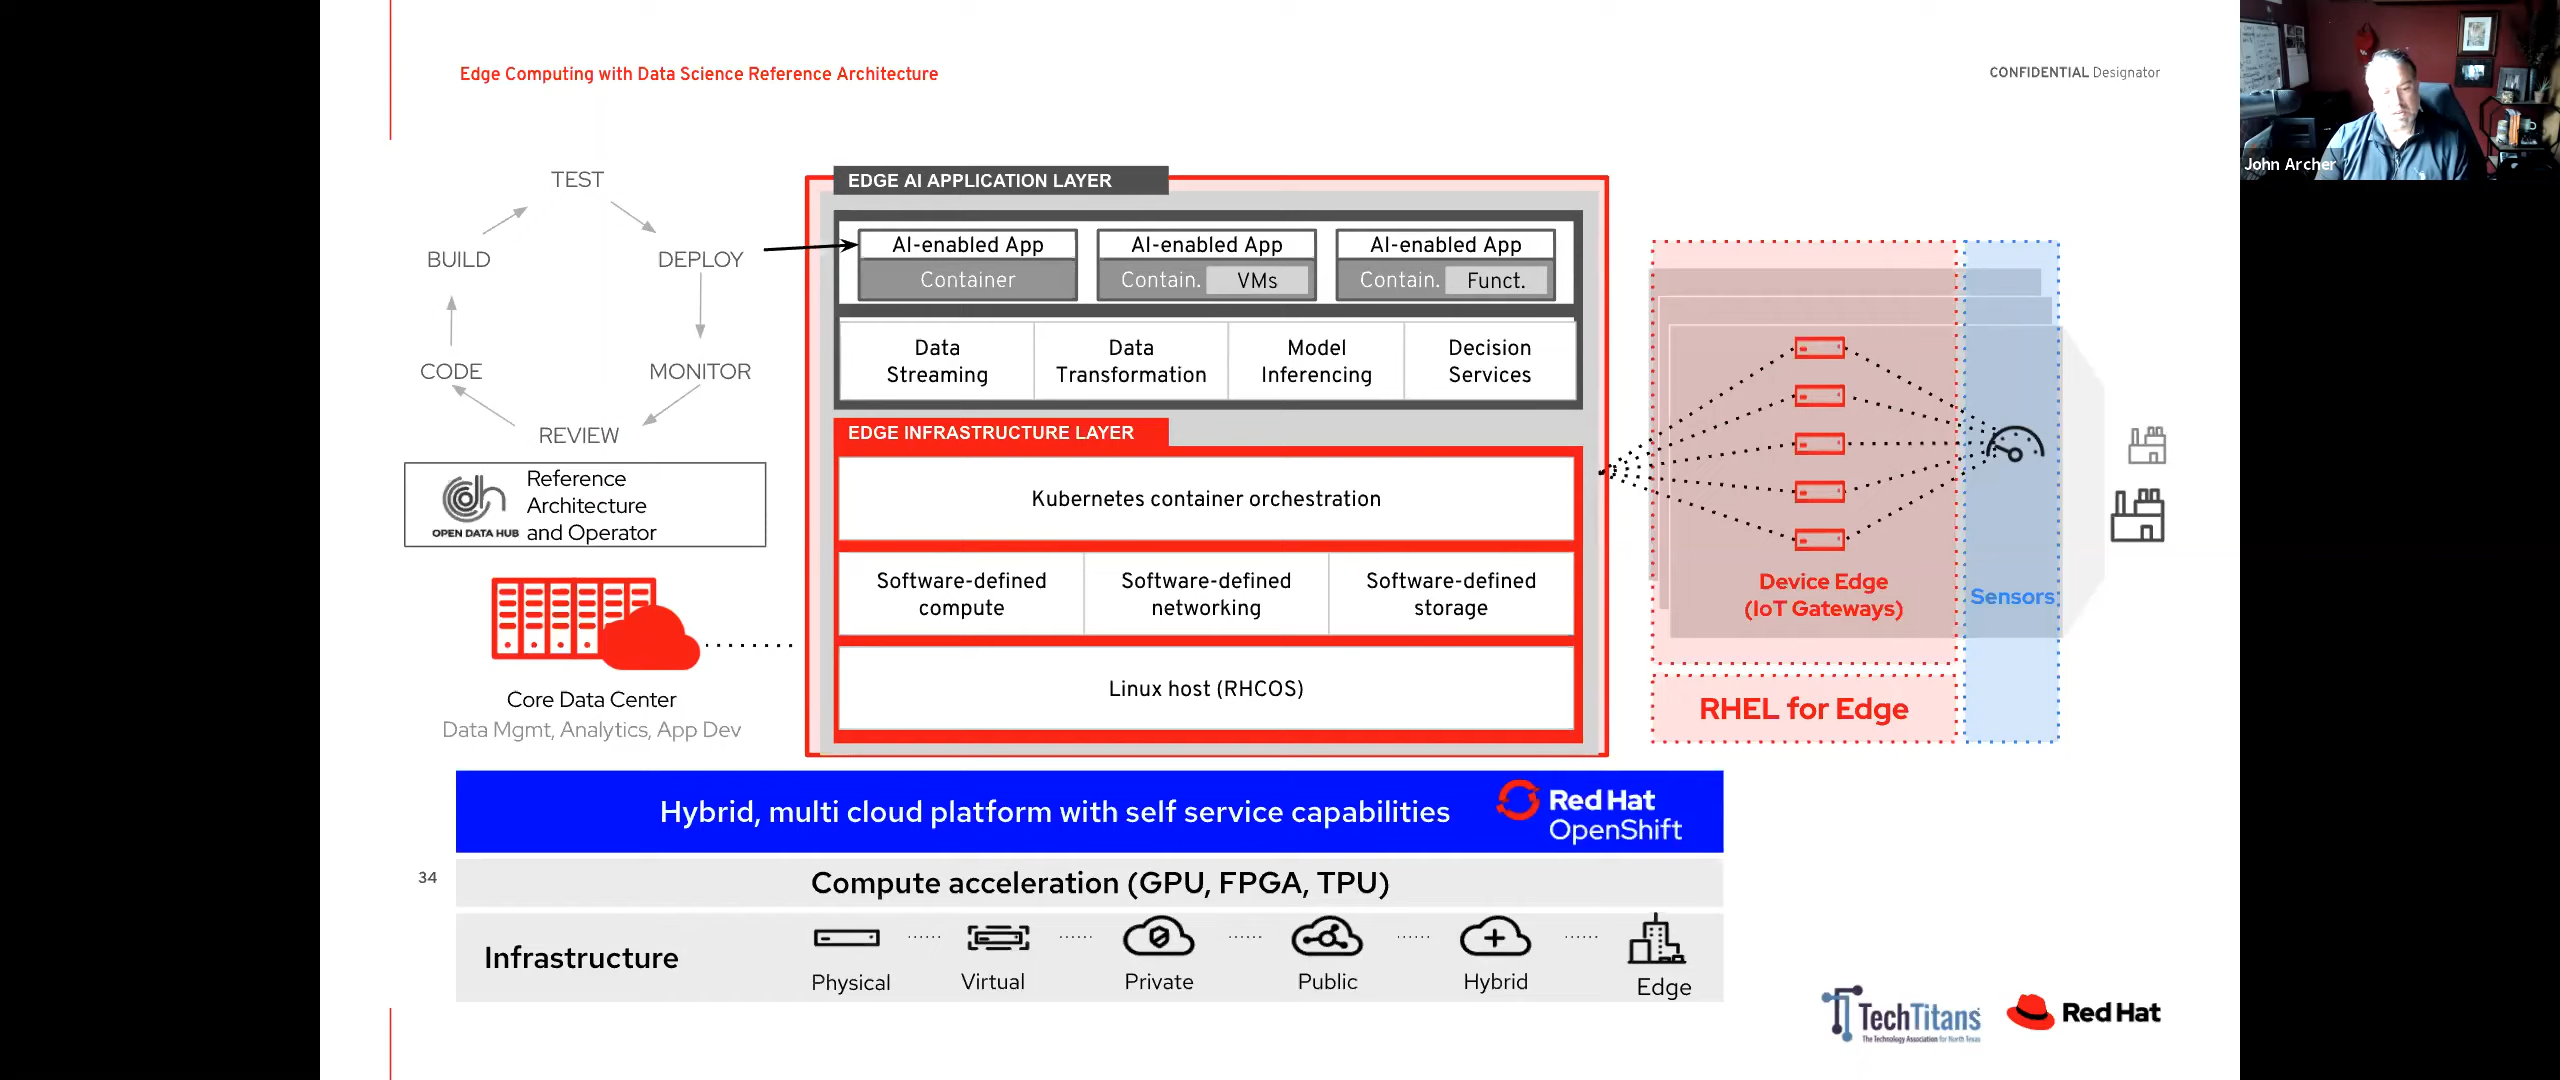 Edge Computing with Data Science Reference Architecture
CONFIDENTIAL Designator
John Archer
TEST
BUILD
DEPLOY
CODE
MONITOR
REVIEW
OPEN DATA HUB
Reference
Architecture
and Operator
Core Data Center
Data Mgmt, Analytics, App Dev
EDGE AI APPLICATION LAYER
AI-enabled App
Container
AI-enabled App
Contain. VMs
AI-enabled App
Contain. Funct.
Data
Streaming
Data
Transformation
Model
Inferencing
Decision
Services
EDGE INFRASTRUCTURE LAYER
Kubernetes container orchestration
Software-defined
compute
Software-defined
networking
Software-defined
storage
Linux host (RHCOS)
Device Edge
(IoT Gateways)
Sensors
RHEL for Edge
Hybrid, multi cloud platform with self service capabilities
Red Hat
OpenShift
34
Compute acceleration (GPU, FPGA, TPU)
Infrastructure
Physical
Virtual
Private
Public
Hybrid
Edge
TechTitans
The Technology Association for North Texas
Red Hat